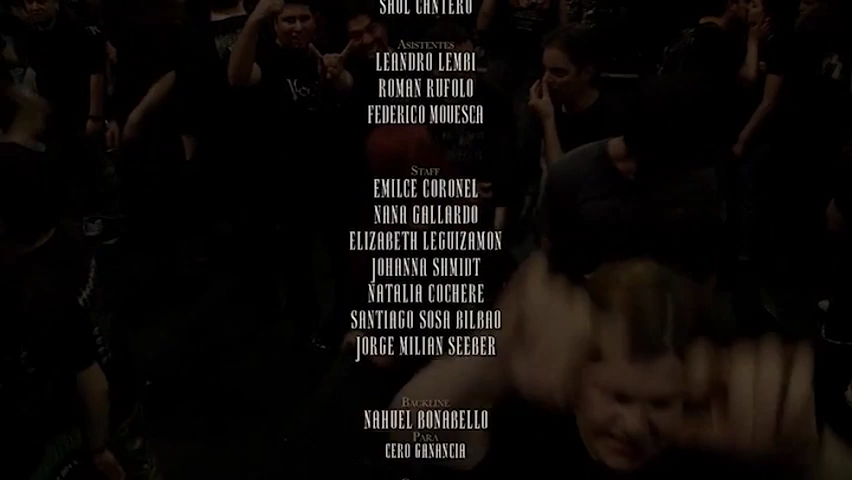 SAUL CANTERO
ASISTENTES
LEANDRO LEMBI
ROMAN RUFOLO
FEDERICO MOVESCA
STAFF
EMILCE CORONEL
NANA GALLARDO
ELIZABETH LEGUIZAMON
JOHANNA SHMIDT
NATALIA COCHERE
SANTIAGO SOSA BILBAO
JORGE MILIAN SEEBER
BACKLINE
NAHUEL BONABELLO
PARA
CERO GANANCIA